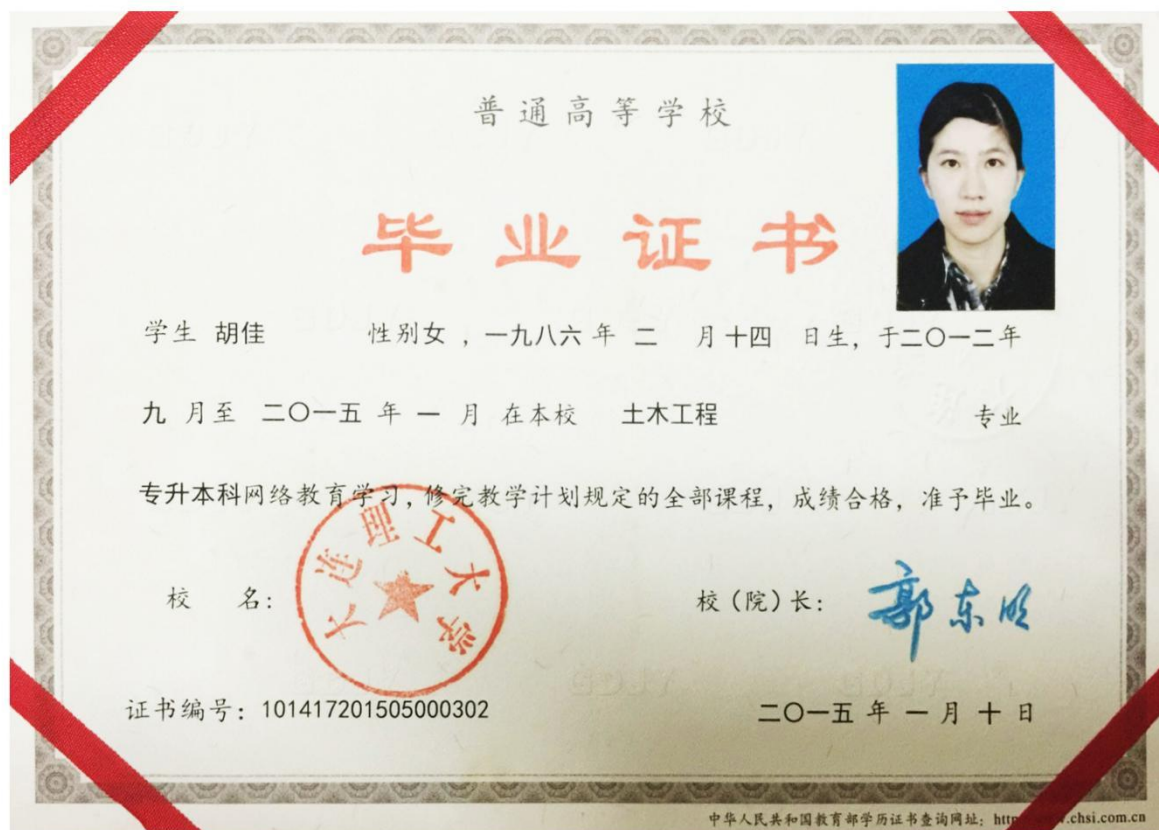 普通高等学校
毕业证书
学生 胡佳 性别女，一九八六年 二 月十四 日生，于二〇一二年
九 月至 二〇一五 年 一 月 在本校 土木工程 专业
专升本科网络教育学习，修完教学计划规定的全部课程，成绩合格，准予毕业。
大连理工大学
校 名： 校（院）长： 郭东明
证书编号：101417201505000302 二〇一五 年 一 月 十 日
中华人民共和国教育部学历证书查询网址：http .chsi.com.cn